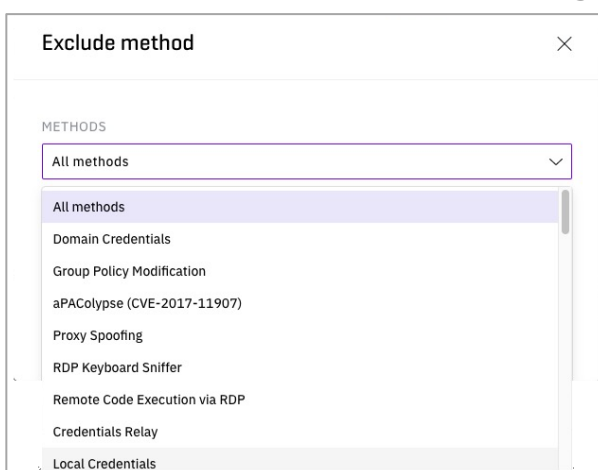 Exclude method
METHODS
All methods
All methods
Domain Credentials
Group Policy Modification
aPAColypse (CVE-2017-11907)
Proxy Spoofing
RDP Keyboard Sniffer
Remote Code Execution via RDP
Credentials Relay
Local Credentials